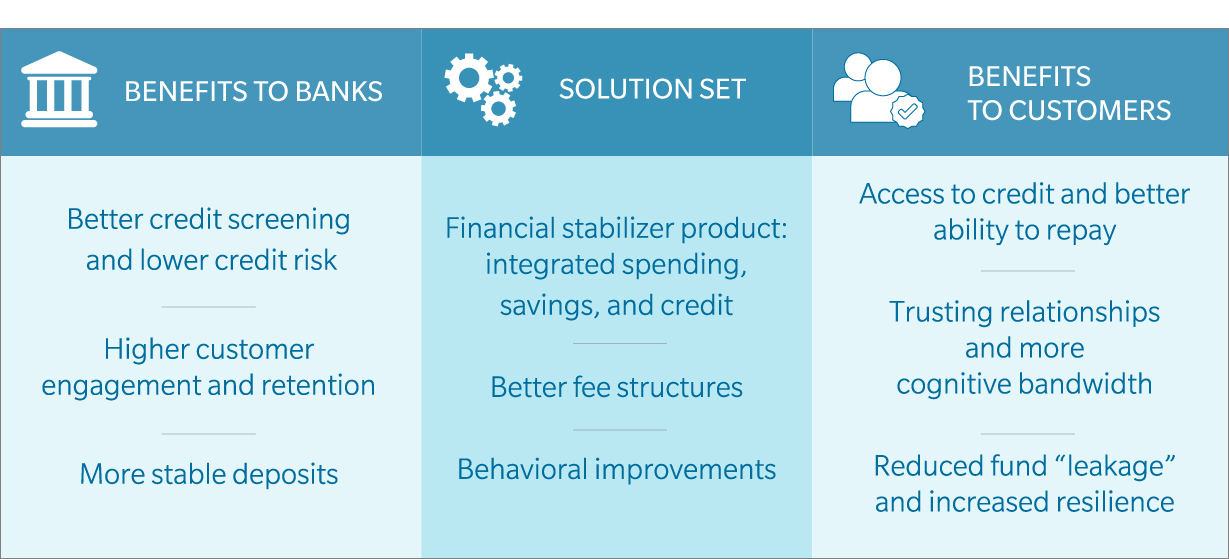 BENEFITS TO BANKS
Better credit screening
and lower credit risk
Higher customer
engagement and retention
More stable deposits
SOLUTION SET
Financial stabilizer product:
integrated spending,
savings, and credit
Better fee structures
Behavioral improvements
BENEFITS
TO CUSTOMERS
Access to credit and better
ability to repay
Trusting relationships
and more
cognitive bandwidth
Reduced fund “leakage”
and increased resilience